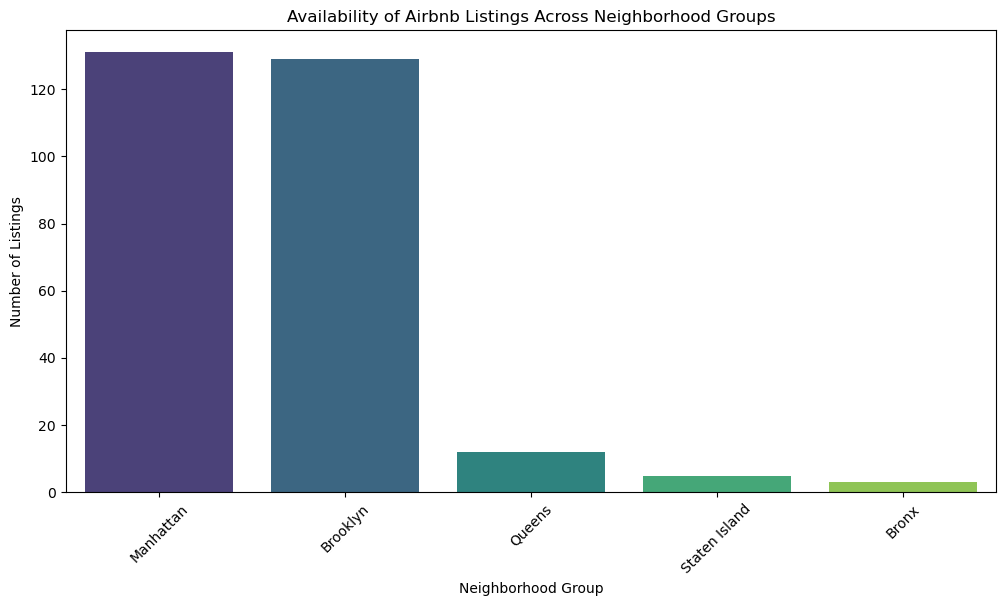 Availability of Airbnb Listings Across Neighborhood Groups
Number of Listings
120
100
80
60
40
20
0
Manhattan
Brooklyn
Queens
Staten Island
Bronx
Neighborhood Group